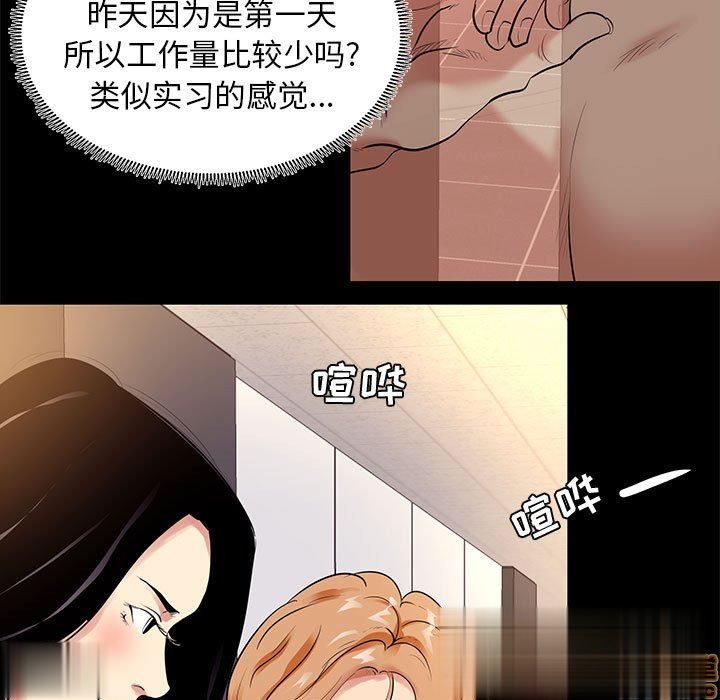 昨天因为是第一天
所以工作量比较少吗?
类似实习的感觉...
喧哗
喧哗